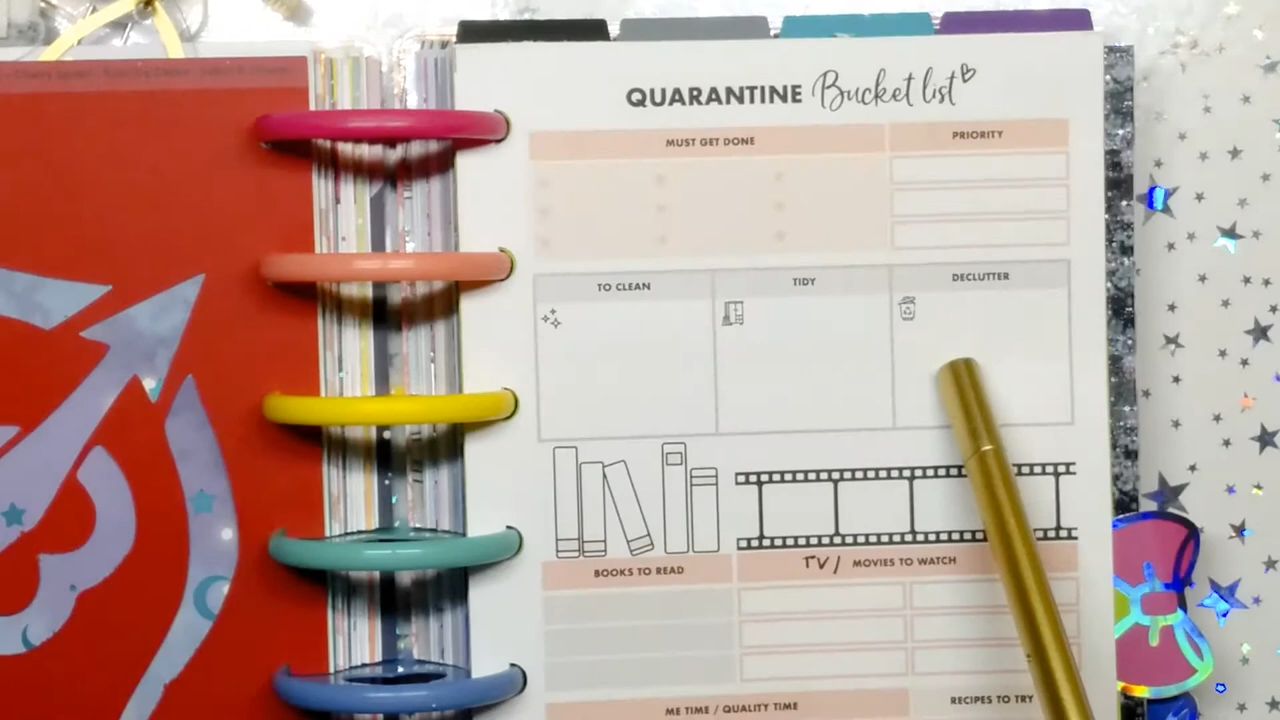 QUARANTINE Bucket list
MUST GET DONE
PRIORITY
TO CLEAN
TIDY
DECLUTTER
BOOKS TO READ
TV/ MOVIES TO WATCH
ME TIME / QUALITY TIME
RECIPES TO TRY